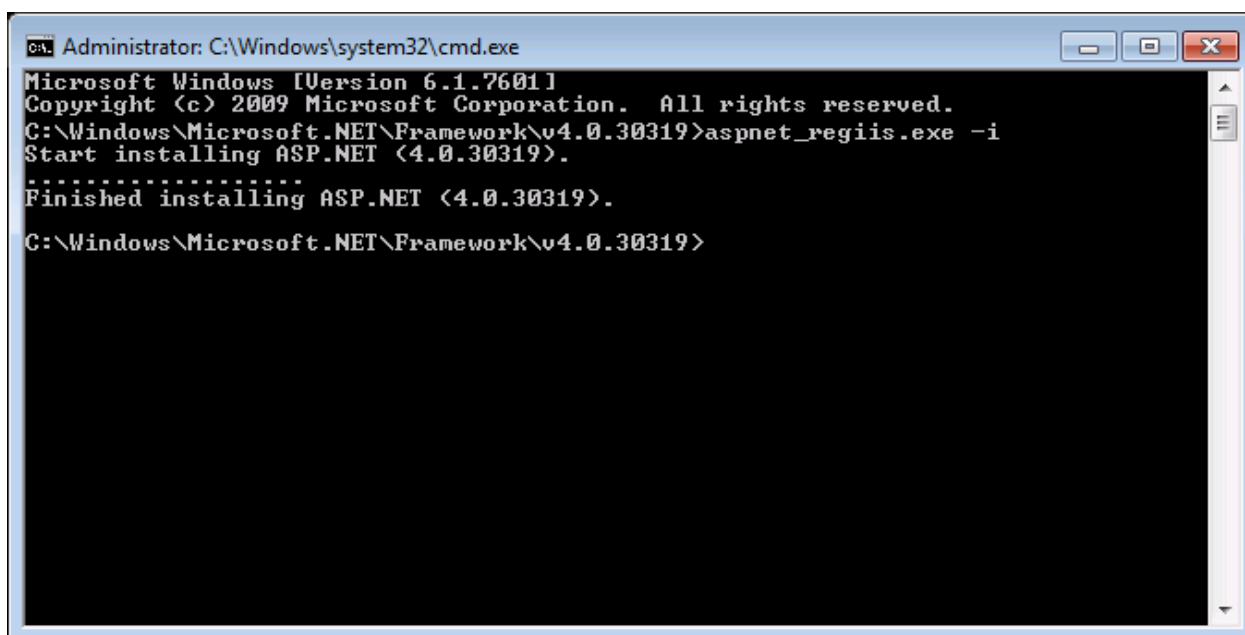 Administrator: C:\Windows\system32\cmd.exe
Microsoft Windows [Version 6.1.7601]
Copyright (c) 2009 Microsoft Corporation.  All rights reserved.
C:\Windows\Microsoft.NET\Framework\v4.0.30319>aspnet_regiis.exe -i
Start installing ASP.NET (4.0.30319).
...................
Finished installing ASP.NET (4.0.30319).
C:\Windows\Microsoft.NET\Framework\v4.0.30319>